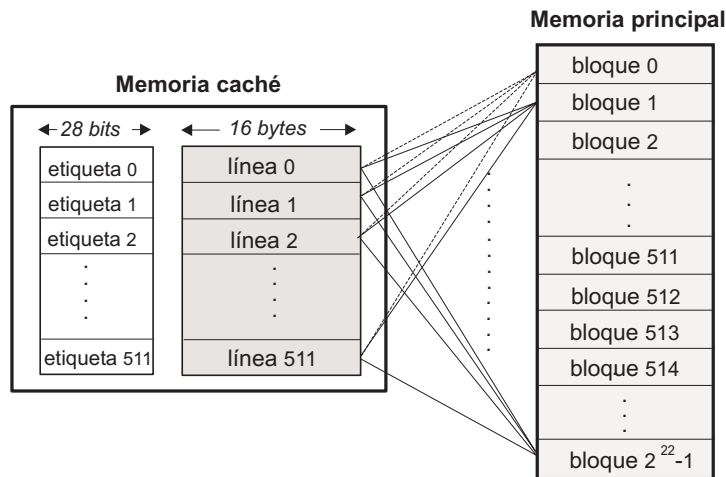 Memoria principal
bloque 0
bloque 1
bloque 2
bloque 511
bloque 512
bloque 513
bloque 514
bloque 2^22-1
Memoria caché
28 bits
16 bytes
etiqueta 0
línea 0
etiqueta 1
línea 1
etiqueta 2
línea 2
etiqueta 511
línea 511